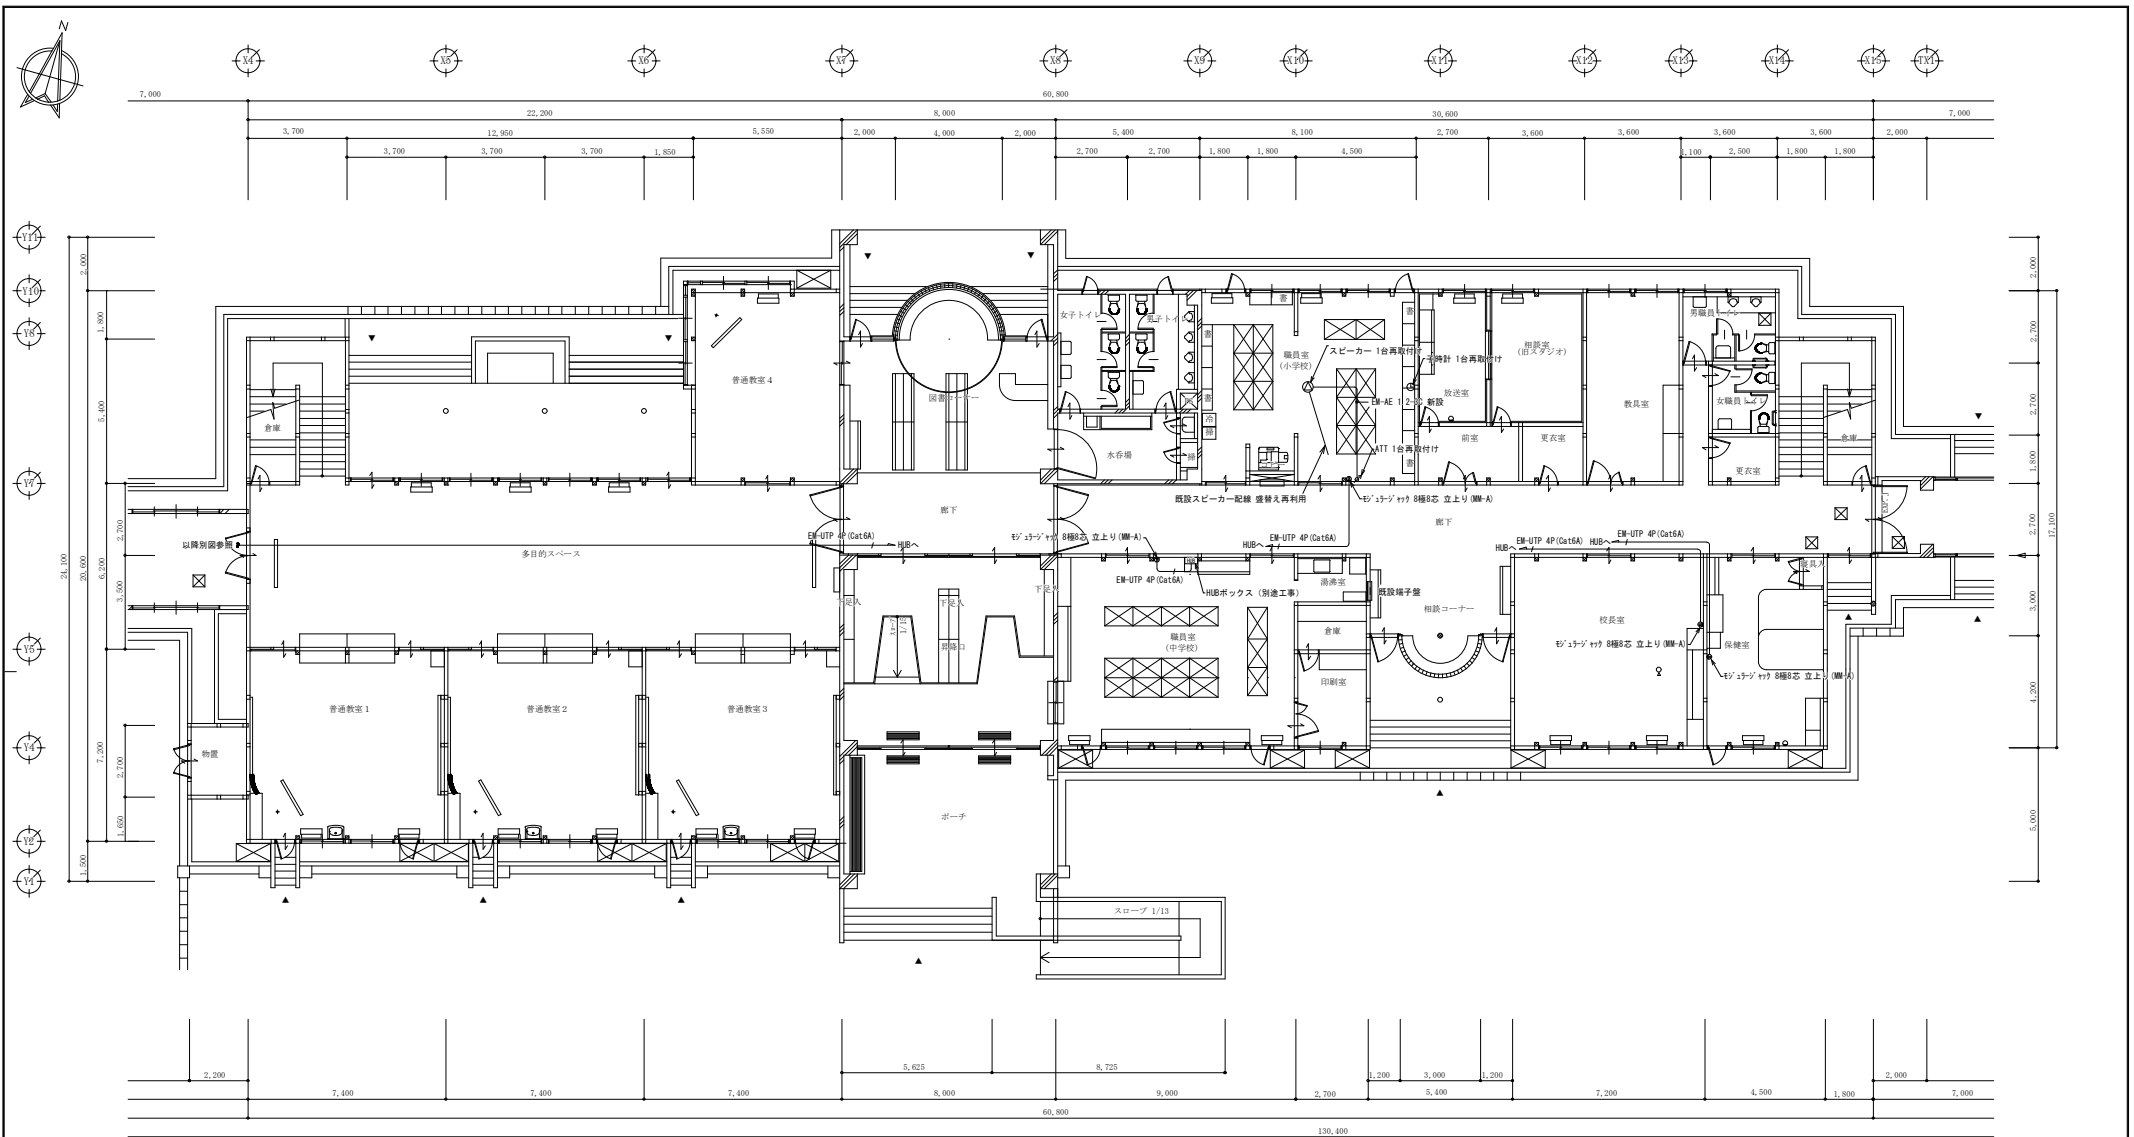 N
X4 X5 X6 X7 X8 X9 X10 X11 X12 X13 X14 X15 TX1
7,000 60,800
22,200 8,000 30,600 7,000
3,700 12,950 5,550 2,000 4,000 2,000 5,400 8,100 2,700 3,600 3,600 3,600 3,600 2,000
3,700 3,700 3,700 1,850 2,700 2,700 1,800 1,800 4,500 1,100 2,500 1,800 1,800
Y11
Y10
Y8
Y7
Y5
Y4
Y2
Y1
24,100
2,000
20,600
1,500
1,800
5,400
6,200
7,200
2,700
3,500
2,700
1,650
2,000
2,700
2,700
1,800
2,700
3,000
4,200
5,000
17,100
女子トイレ
男子トイレ
書
書
書
書
書
冷
掃
掃
職員室
(小学校)
スピーカー 1台再取付け
子時計 1台再取付け
EM-AE 1.2-3C 新設
ATT 1台再取付け
相談室
(旧スタジオ)
放送室
前室
更衣室
教具室
男職員トイレ
女職員トイレ
更衣室
倉庫
普通教室4
図書コーナー
水呑場
倉庫
既設スピーカー配線 盛替え再利用
モジュラージャック 8極8芯 立上り(MM-A)
廊下
廊下
以降別図参照
多目的スペース
EM-UTP 4P(Cat6A)
HUBへ
モジュラージャック 8極8芯 立上り(MM-A)
EM-UTP 4P(Cat6A)
HUB
HUBボックス (別途工事)
HUBへ
EM-UTP 4P(Cat6A)
HUBへ
EM-UTP 4P(Cat6A)
HUBへ
EM-UTP 4P(Cat6A)
下足入
下足入
下足入
スロープ
1/15
昇降口
湯沸室
既設端子盤
相談コーナー
寝具入
職員室
(中学校)
倉庫
印刷室
校長室
モジュラージャック 8極8芯 立上り(MM-A)
保健室
モジュラージャック 8極8芯 立上り(MM-A)
普通教室1
普通教室2
普通教室3
物置
ポーチ
スロープ 1/13
5,625 8,725
1,200 3,000 1,200
2,200 2,000
7,400 7,400 7,400 8,000 9,000 2,700 5,400 7,200 4,500 1,800 7,000
60,800
130,400